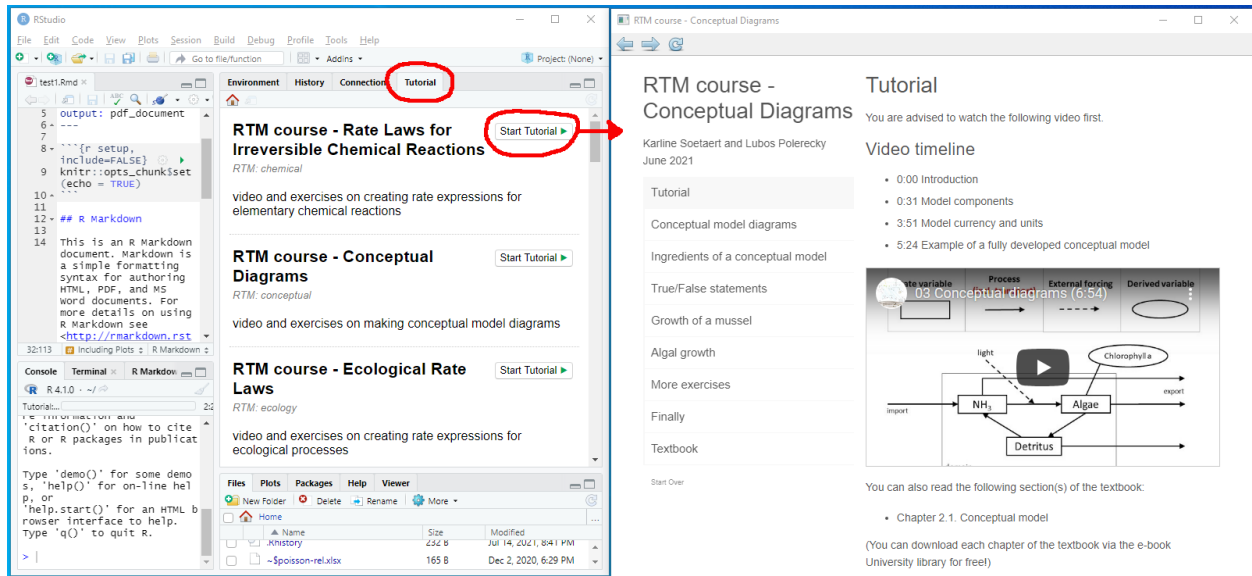 RStudio
File Edit Code View Plots Session Build Debug Profile Tools Help
Go to file/function
Addins
Project: (None)
test1.Rmd
ABC
5 output: pdf_document
6 ---
7
8 ```{r setup,
include=FALSE}
9 knitr::opts_chunk$set
(echo = TRUE)
10 ```
11
12 ## R Markdown
13
14 This is an R Markdown
document. Markdown is
a simple formatting
syntax for authoring
HTML, PDF, and MS
Word documents. For
more details on using
R Markdown see
<http://rmarkdown.rst
32:113 Including Plots R Markdown
Console Terminal R Markdow
R 4.1.0 · ~/
Tutorial:... 2:2
re information and
'citation()' on how to cite
R or R packages in publicat
ions.
Type 'demo()' for some demo
s, 'help()' for on-line hel
p, or
'help.start()' for an HTML b
rowser interface to help.
Type 'q()' to quit R.
>
Environment History Connection Tutorial
RTM course - Rate Laws for
Irreversible Chemical Reactions
Start Tutorial
RTM: chemical
video and exercises on creating rate expressions for
elementary chemical reactions
RTM course - Conceptual
Diagrams
Start Tutorial
RTM: conceptual
video and exercises on making conceptual model diagrams
RTM course - Ecological Rate
Laws
Start Tutorial
RTM: ecology
video and exercises on creating rate expressions for
ecological processes
Files Plots Packages Help Viewer
New Folder Delete Rename More
Home ...
Name Size Modified
.Rhistory 232 B Jul 14, 2021, 8:41 PM
~$poisson-rel.xlsx 165 B Dec 2, 2020, 6:29 PM
RTM course - Conceptual Diagrams
RTM course -
Conceptual Diagrams
Karline Soetaert and Lubos Polerecky
June 2021
Tutorial
Conceptual model diagrams
Ingredients of a conceptual model
True/False statements
Growth of a mussel
Algal growth
More exercises
Finally
Textbook
Start Over
Tutorial
You are advised to watch the following video first.
Video timeline
• 0:00 Introduction
• 0:31 Model components
• 3:51 Model currency and units
• 5:24 Example of a fully developed conceptual model
Process External forcing Derived variable
03 Conceptual diagrams (6:54)
light
Chlorophyll a
import
NH3
Algae
export
Detritus
You can also read the following section(s) of the textbook:
• Chapter 2.1. Conceptual model
(You can download each chapter of the textbook via the e-book
University library for free!)